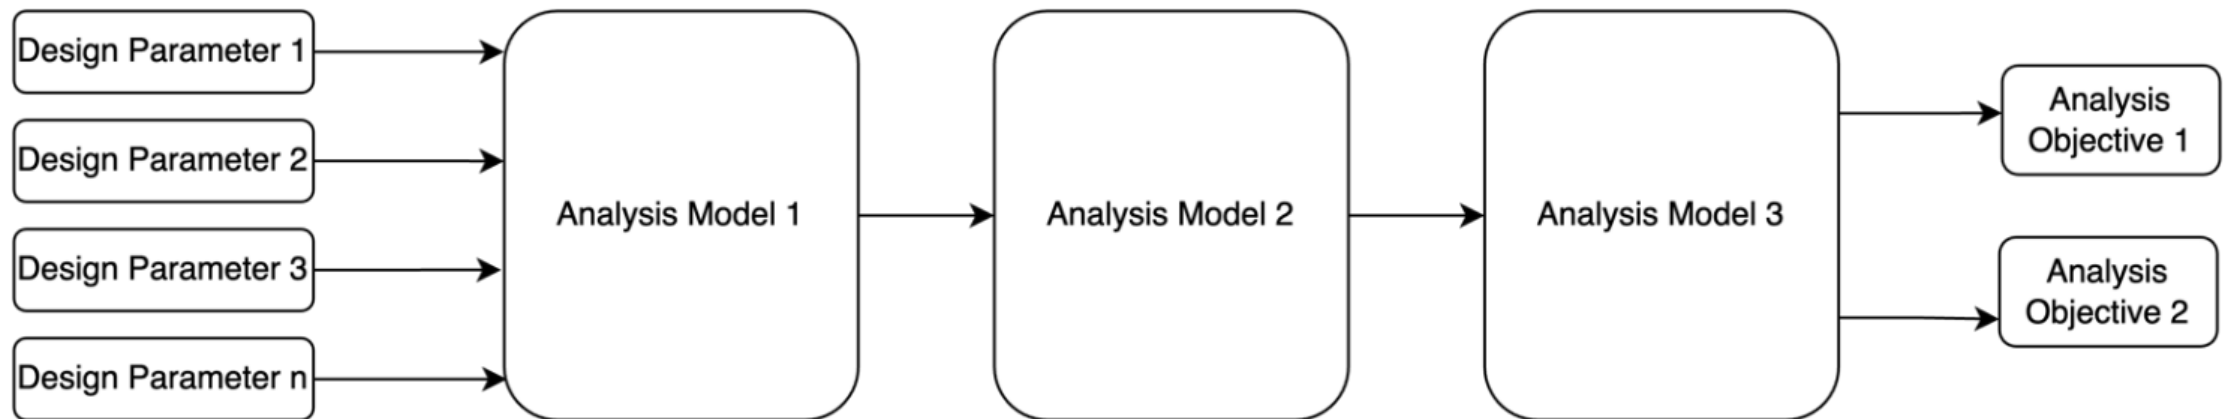 Design Parameter 1
Design Parameter 2
Design Parameter 3
Design Parameter n
Analysis Model 1
Analysis Model 2
Analysis Model 3
Analysis
Objective 1
Analysis
Objective 2